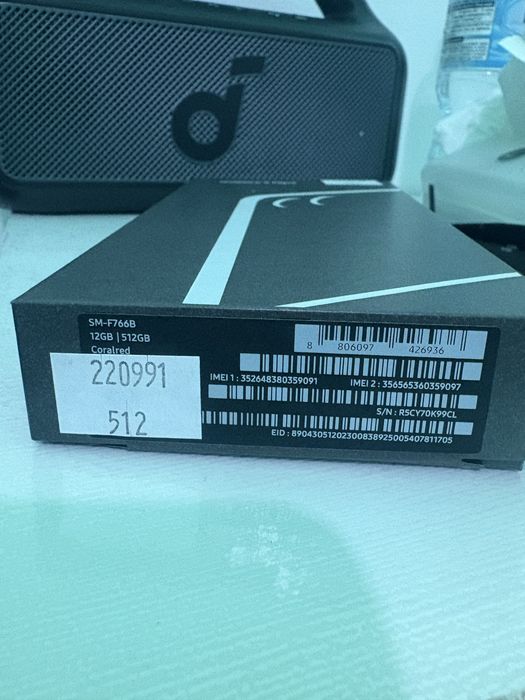 SM-F766B
12GB | 512GB
Coralred
220991
512
8 806097 426936
IMEI 1 : 352648380359091
IMEI 2 : 356565360359097
S/N : R5CY70K99CL
EID : 89043051202300838925005407811705